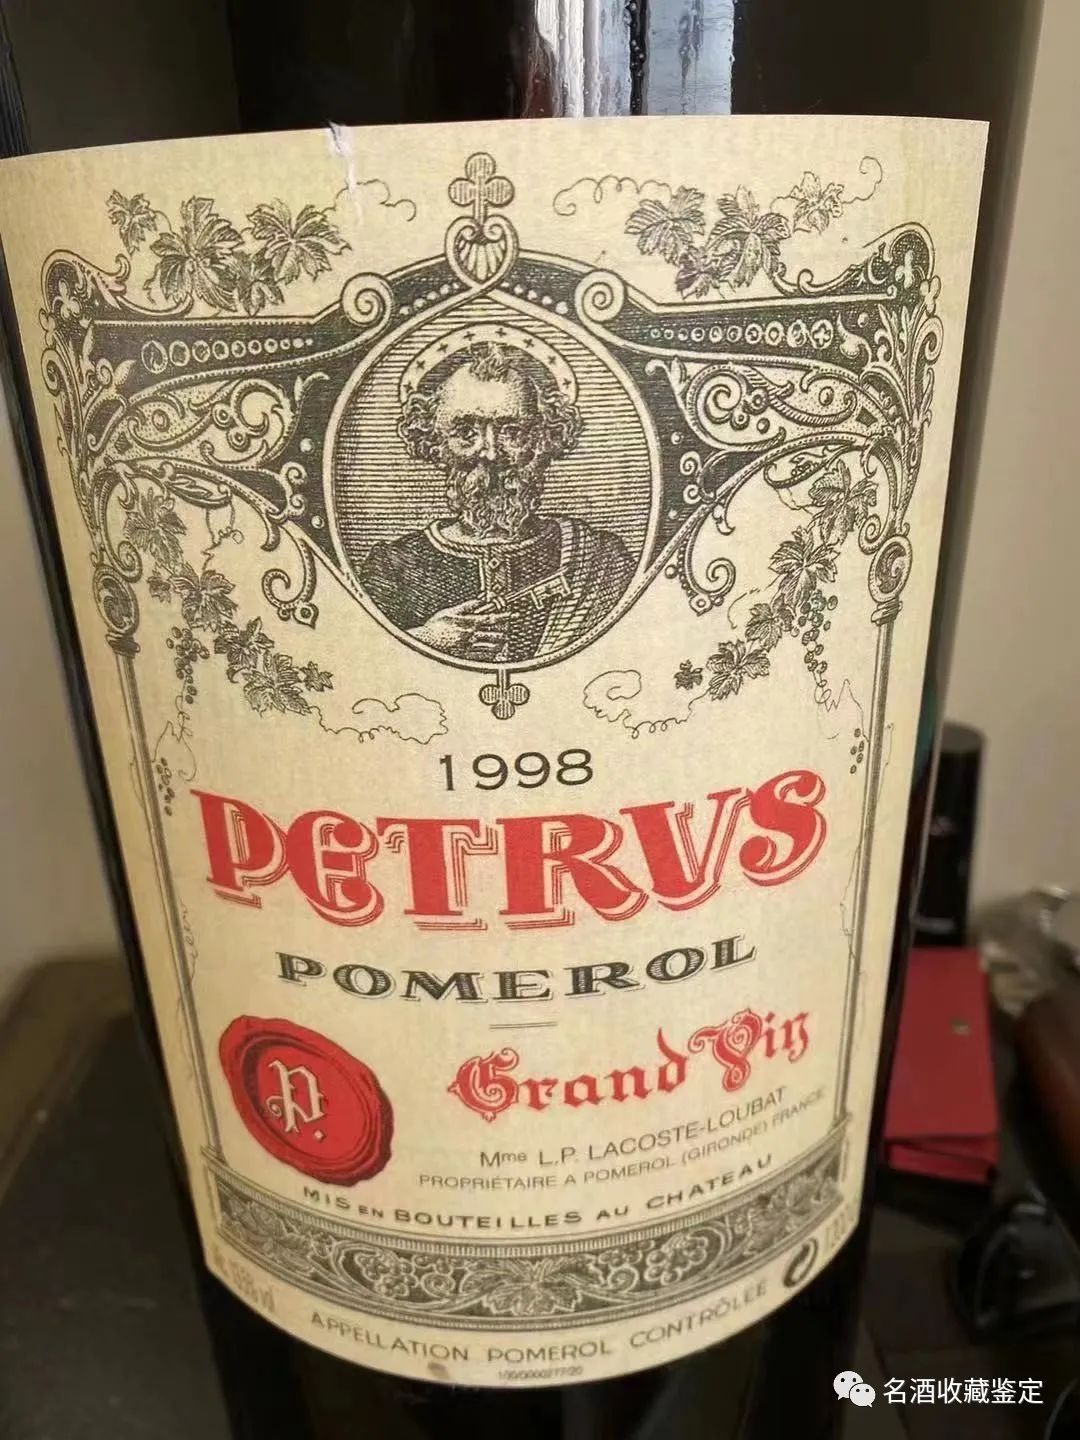 1998
PETRVS
POMEROL
Grand Vin
P.
Mme L.P. LACOSTE-LOUBAT
PROPRIÉTAIRE A POMEROL (GIRONDE) FRANCE
MIS EN BOUTEILLES AU CHATEAU
APPELLATION POMEROL CONTRÔLÉE
名酒收藏鉴定